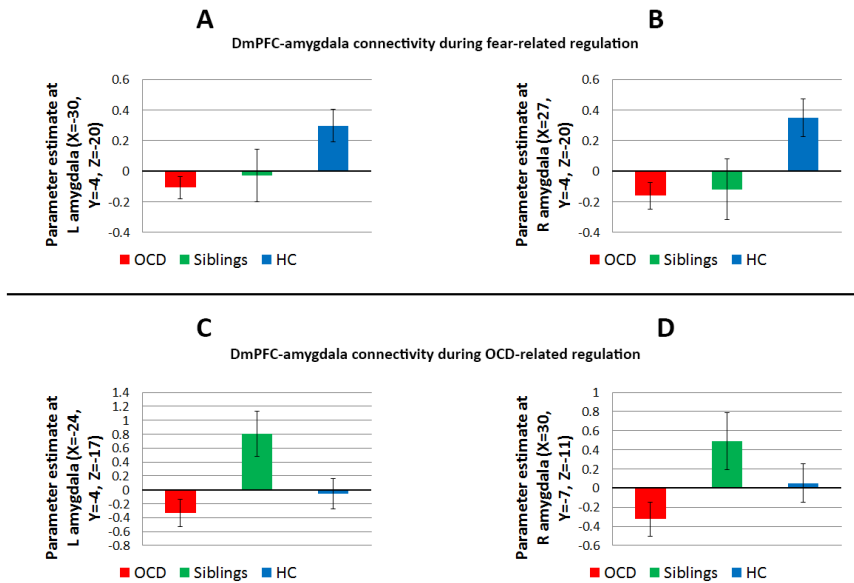 A
B
DmPFC-amygdala connectivity during fear-related regulation
Parameter estimate at
L amygdala (X=-30,
Y=-4, Z=-20)
0.6
0.4
0.2
0
-0.2
-0.4
OCD Siblings HC
Parameter estimate at
R amygdala (X=27,
Y=-4, Z=-20)
0.6
0.4
0.2
0
-0.2
-0.4
OCD Siblings HC
C
D
DmPFC-amygdala connectivity during OCD-related regulation
Parameter estimate at
L amygdala (X=-24,
Y=-4, Z=-17)
1.4
1.2
1
0.8
0.6
0.4
0.2
0
-0.2
-0.4
-0.6
-0.8
OCD Siblings HC
Parameter estimate at
R amygdala (X=30,
Y=-7, Z=-11)
1
0.8
0.6
0.4
0.2
0
-0.2
-0.4
-0.6
OCD Siblings HC